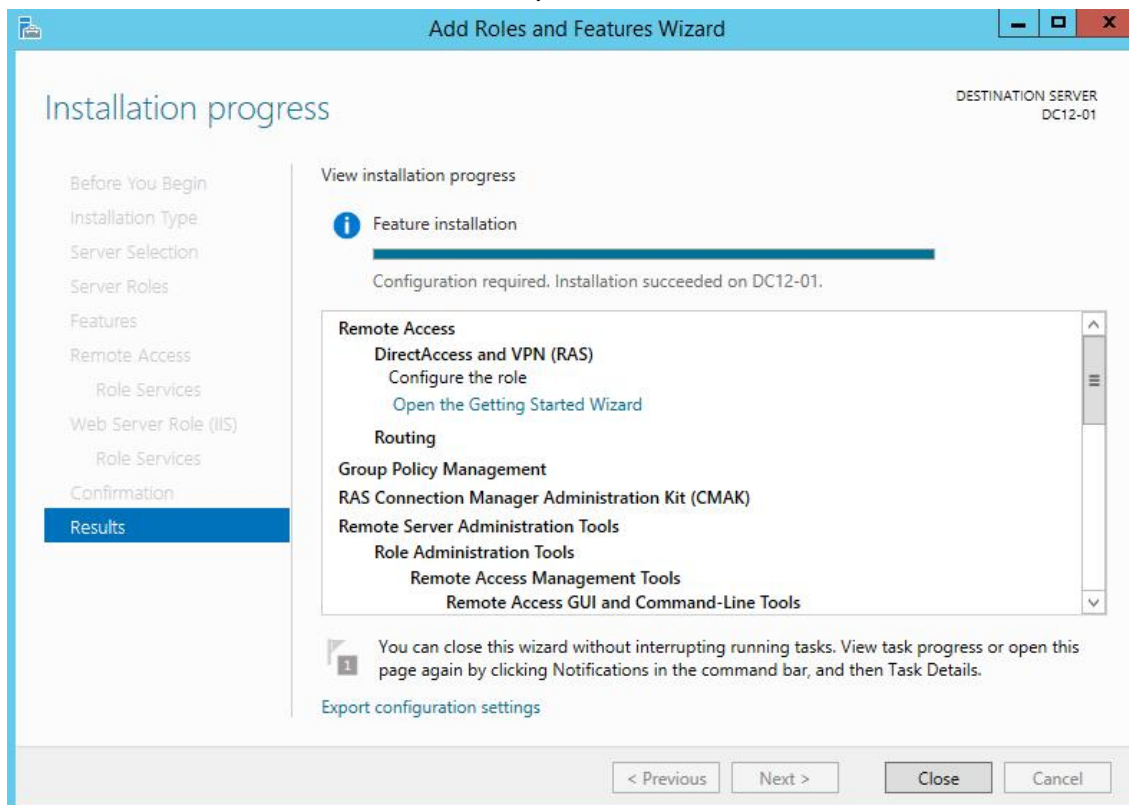 Add Roles and Features Wizard
Installation progress
DESTINATION SERVER
DC12-01
Before You Begin
Installation Type
Server Selection
Server Roles
Features
Remote Access
Role Services
Web Server Role (IIS)
Role Services
Confirmation
Results
View installation progress
Feature installation
Configuration required. Installation succeeded on DC12-01.
Remote Access
DirectAccess and VPN (RAS)
Configure the role
Open the Getting Started Wizard
Routing
Group Policy Management
RAS Connection Manager Administration Kit (CMAK)
Remote Server Administration Tools
Role Administration Tools
Remote Access Management Tools
Remote Access GUI and Command-Line Tools
1
You can close this wizard without interrupting running tasks. View task progress or open this
page again by clicking Notifications in the command bar, and then Task Details.
Export configuration settings
< Previous
Next >
Close
Cancel